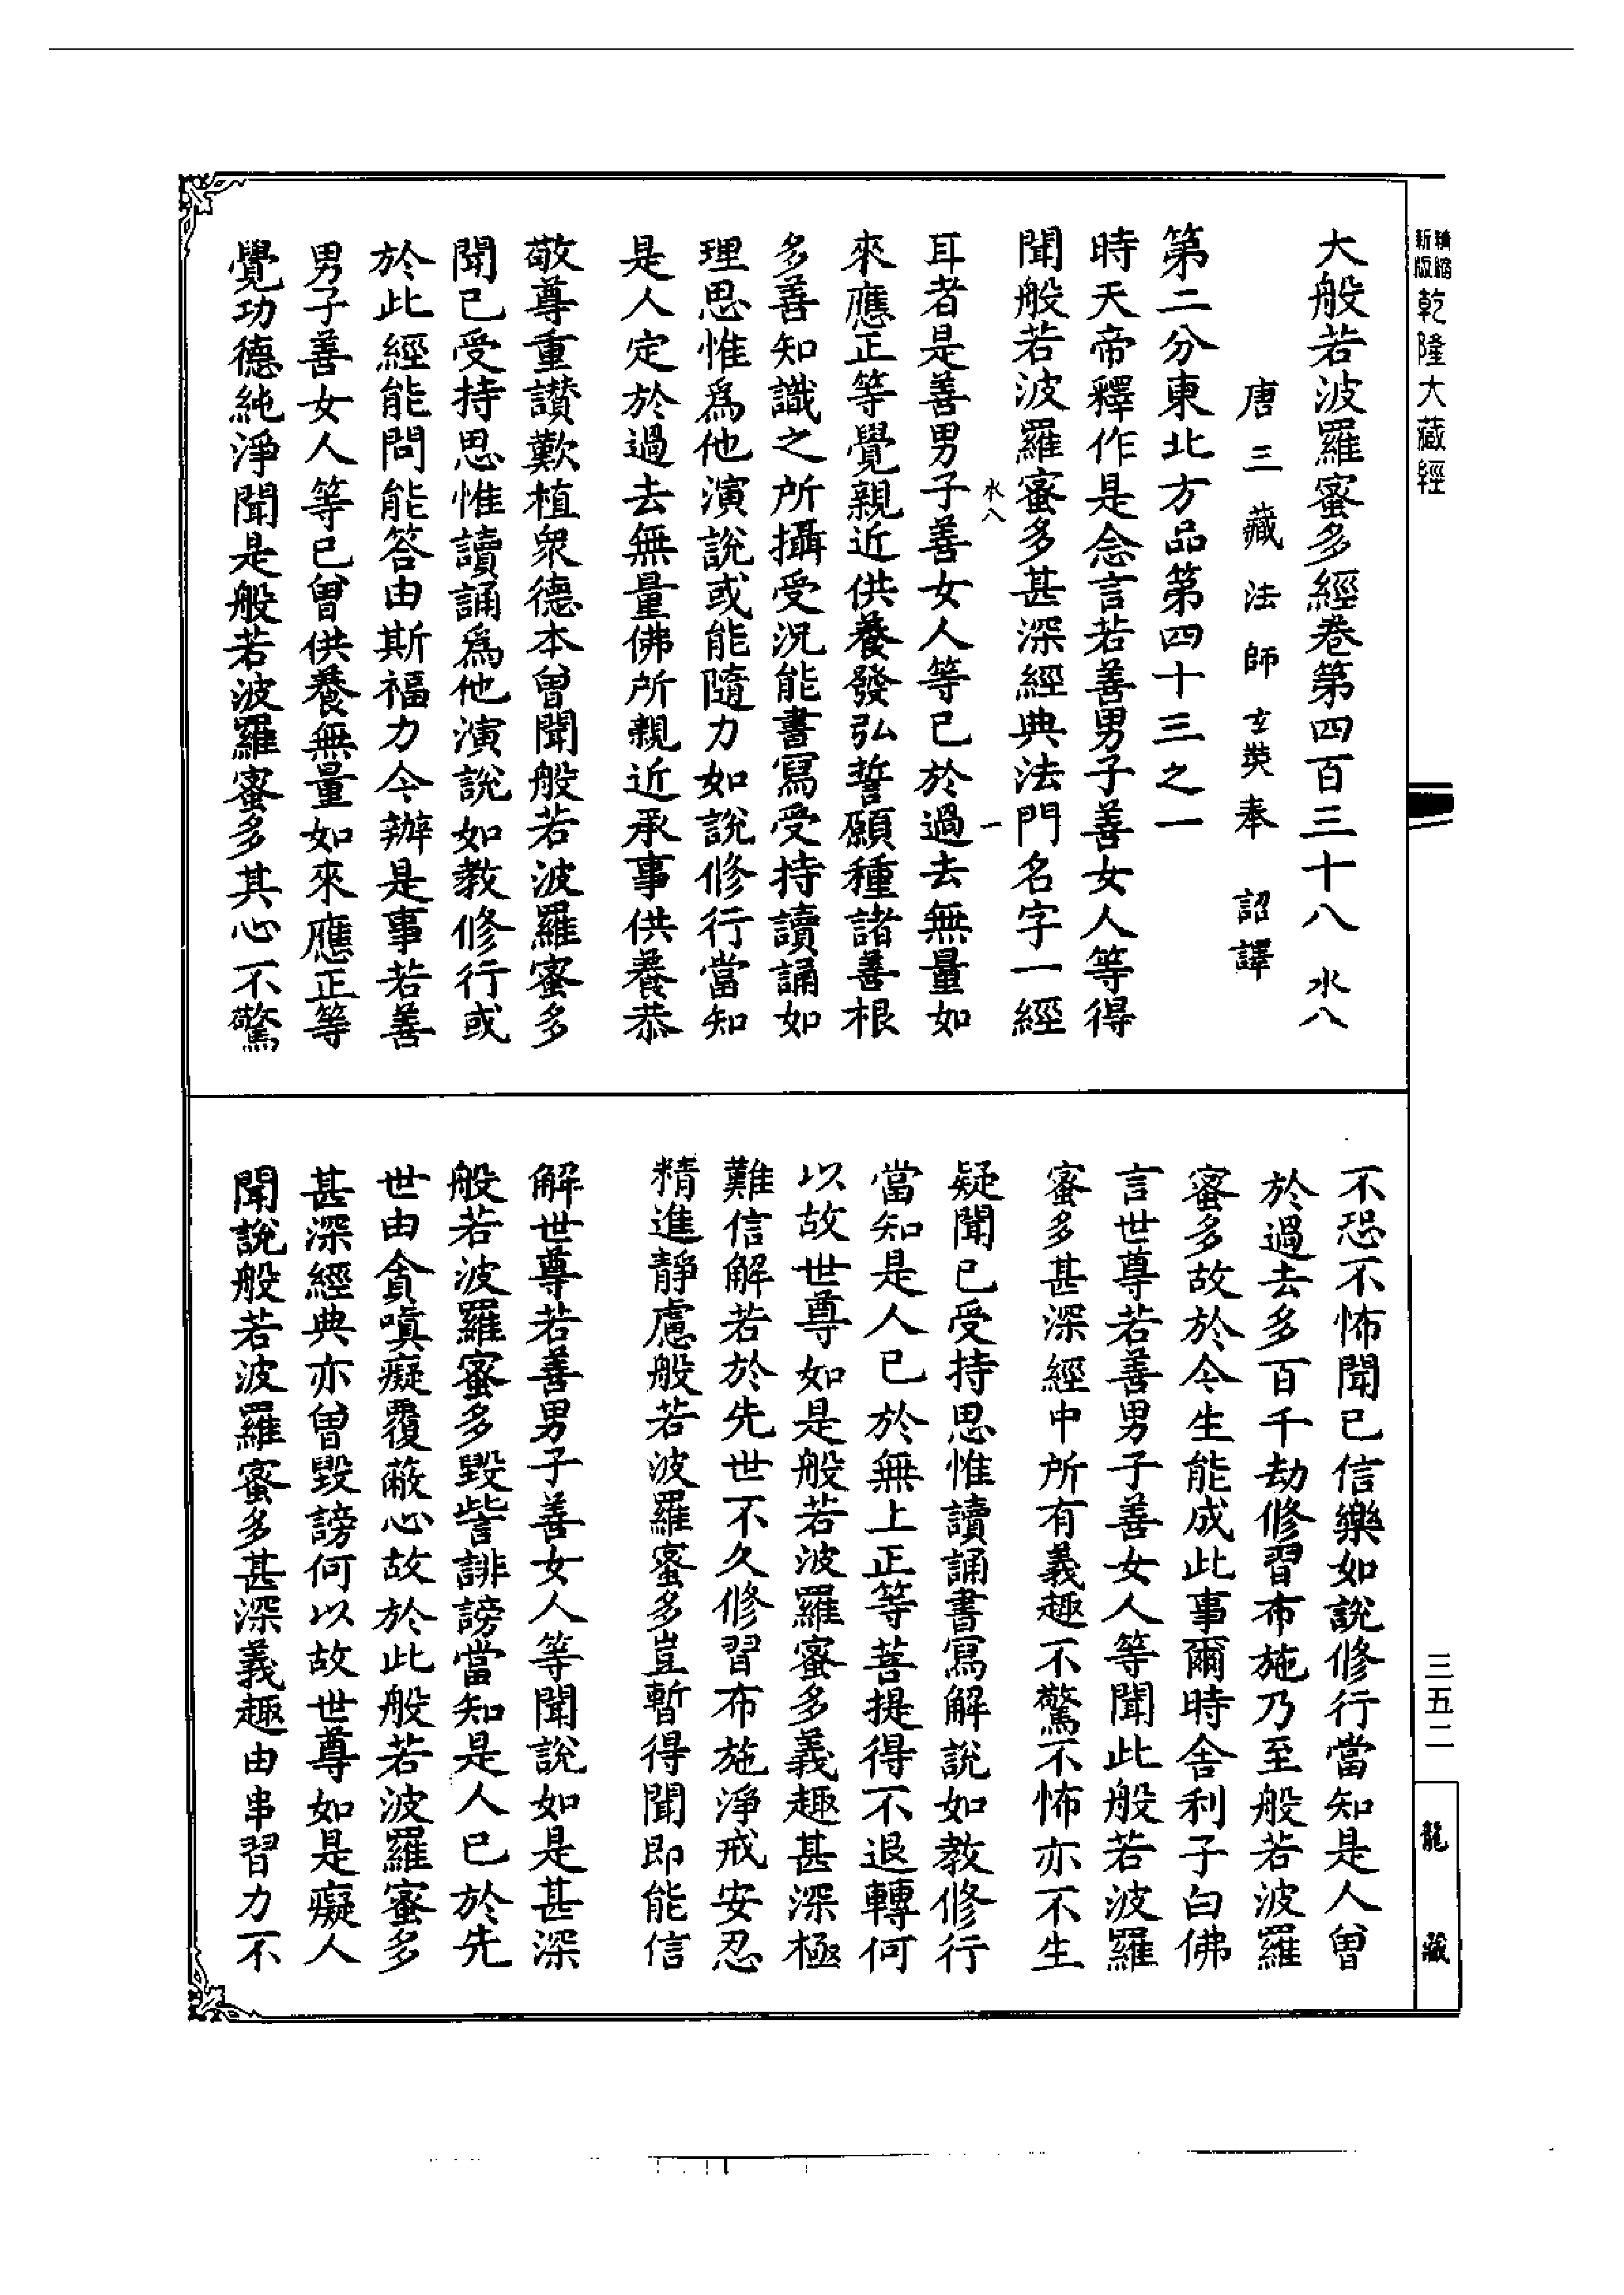 精縮新版乾隆大藏經
大般若波羅蜜多經卷第四百三十八 水八
唐三藏法師玄奘奉 詔譯
第二分東北方品第四十三之一
時天帝釋作是念言若善男子善女人等得
聞般若波羅蜜多甚深經典法門名字一經
水八 一
耳者是善男子善女人等已於過去無量如
來應正等覺親近供養發弘誓願種諸善根
多善知識之所攝受況能書寫受持讀誦如
理思惟爲他演說或能隨力如說修行當知
是人定於過去無量佛所親近承事供養恭
敬尊重讃歎植衆德本曾聞般若波羅蜜多
聞已受持思惟讀誦爲他演說如教修行或
於此經能問能答由斯福力今辦是事若善
男子善女人等已曾供養無量如來應正等
覺功德純淨聞是般若波羅蜜多其心不驚
不恐不怖聞已信樂如說修行當知是人曾
於過去多百千劫修習布施乃至般若波羅
蜜多故於今生能成此事爾時舍利子白佛
言世尊若善男子善女人等聞此般若波羅
蜜多甚深經中所有義趣不驚不怖亦不生
疑聞已受持思惟讀誦書寫解說如教修行
當知是人已於無上正等菩提得不退轉何
以故世尊如是般若波羅蜜多義趣甚深極
難信解若於先世不久修習布施淨戒安忍
精進靜慮般若波羅蜜多豈暫得聞即能信
解世尊若善男子善女人等聞說如是甚深
般若波羅蜜多毀訾誹謗當知是人已於先
世由貪嗔癡覆蔽心故於此般若波羅蜜多
甚深經典亦曾毀謗何以故世尊如是癡人
聞說般若波羅蜜多甚深義趣由串習力不
三五二
龍藏